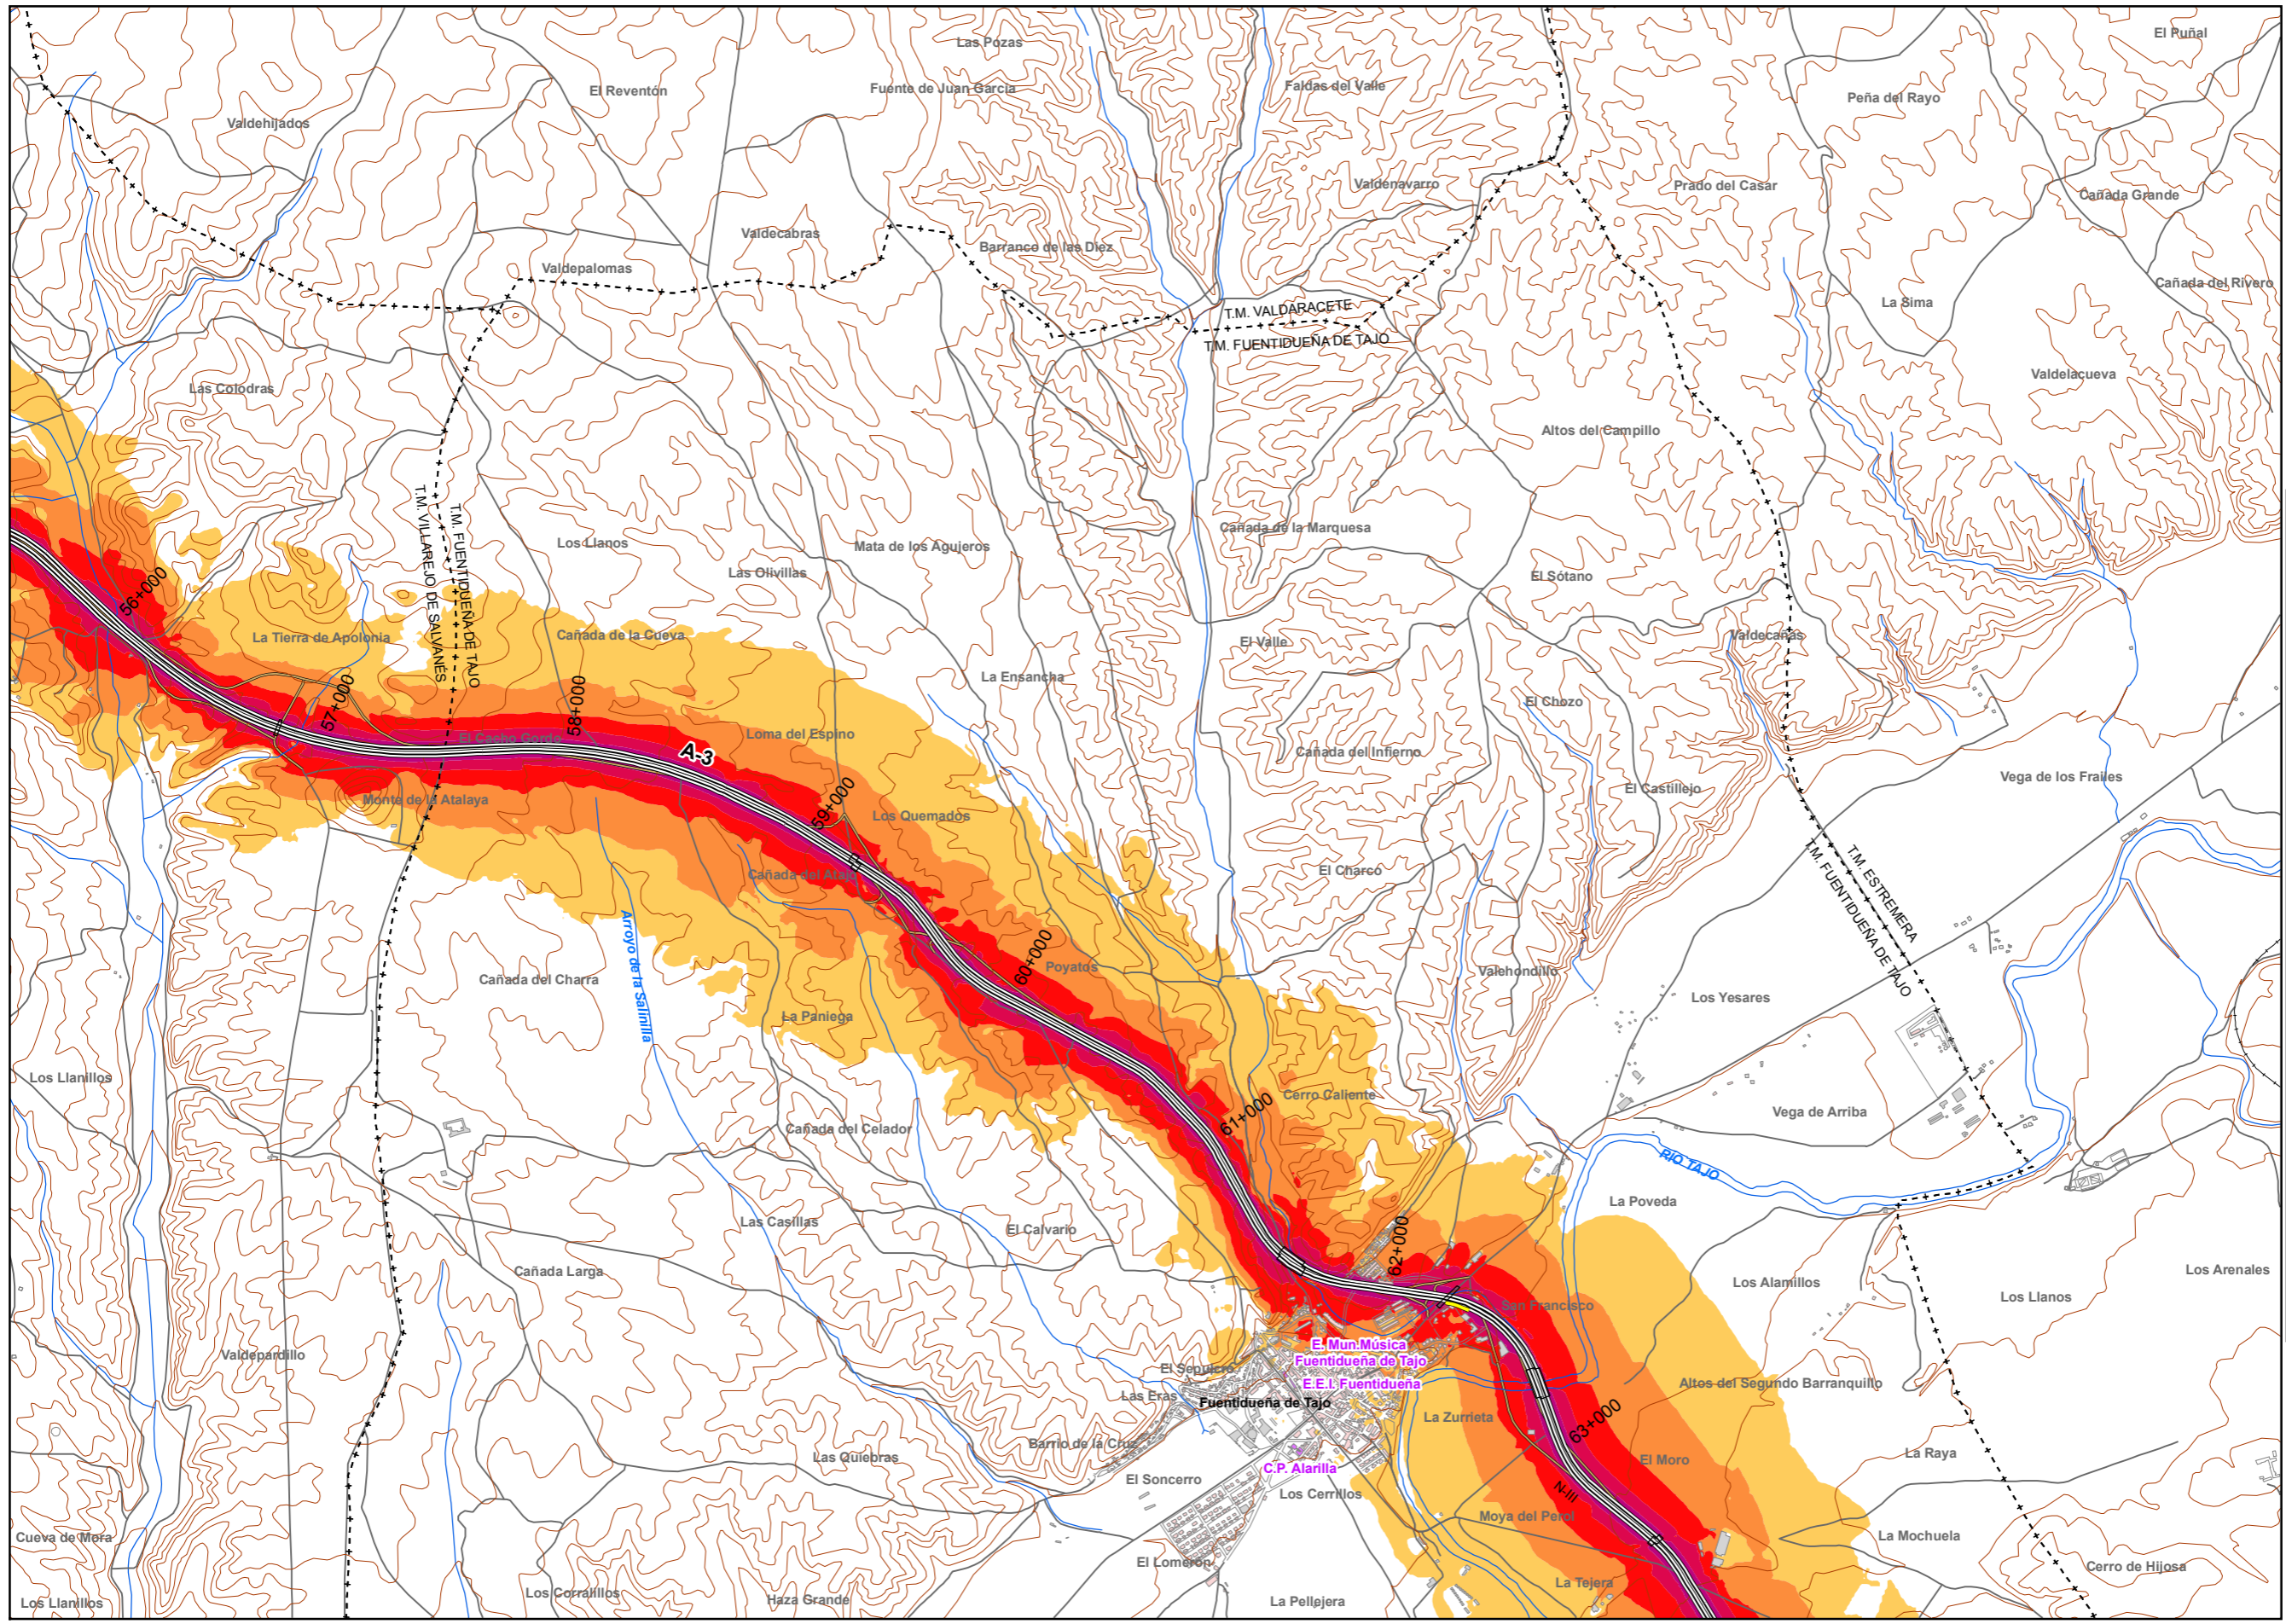 El Puñal
Las Pozas
Faldas del Valle
Fuente de Juan García
El Reventón
Peña del Rayo
Valdehijados
Valdenavarro
Prado del Casar
Cañada Grande
Valdecabras
Barranco de las Diez
Valdepalomas
Cañada del Rivero
La Sima
T.M. VALDARACETE
T.M. FUENTIDUEÑA DE TAJO
Las Colodras
Valdelacueva
Altos del Campillo
T.M. VILLAREJO DE SALVANÉS
T.M. FUENTIDUEÑA DE TAJO
Cañada de la Marquesa
Los Llanos
Mata de los Agujeros
Las Olivillas
El Sótano
56+000
La Tierra de Apolonia
Cañada de la Cueva
El Valle
Valdecañas
La Ensancha
57+000
58+000
El Chozo
El Cacho Gordo
A-3
Loma del Espino
Cañada del Infierno
Vega de los Frailes
El Castillejo
Monte de la Atalaya
59+000
Los Quemados
Cañada del Atajo
El Charco
T.M. ESTREMERA
T.M. FUENTIDUEÑA DE TAJO
Arroyo de la Salinilla
60+000
Poyatos
Cañada del Charra
Valehondillo
Los Yesares
La Paniega
Los Llanillos
Cerro Caliente
61+000
Vega de Arriba
Cañada del Celador
RIO TAJO
La Poveda
Las Casillas
El Calvario
62+000
Cañada Larga
Los Arenales
Los Alamillos
Los Llanos
San Francisco
E. Mun.Música
Fuentidueña de Tajo
Valdepardillo
El Sepulcro
E.E.I. Fuentidueña
Altos del Segundo Barranquillo
Las Eras
Fuentidueña de Tajo
La Zurrieta
63+000
Barrio de la Cruz
Las Quiebras
La Raya
El Moro
C.P. Alarilla
El Soncerro
Los Cerrillos
N-III
Moya del Perol
Cueva de Mora
La Mochuela
El Lomerón
Cerro de Hijosa
La Tejera
Los Corralillos
Haza Grande
La Pellejera
Los Llanillos